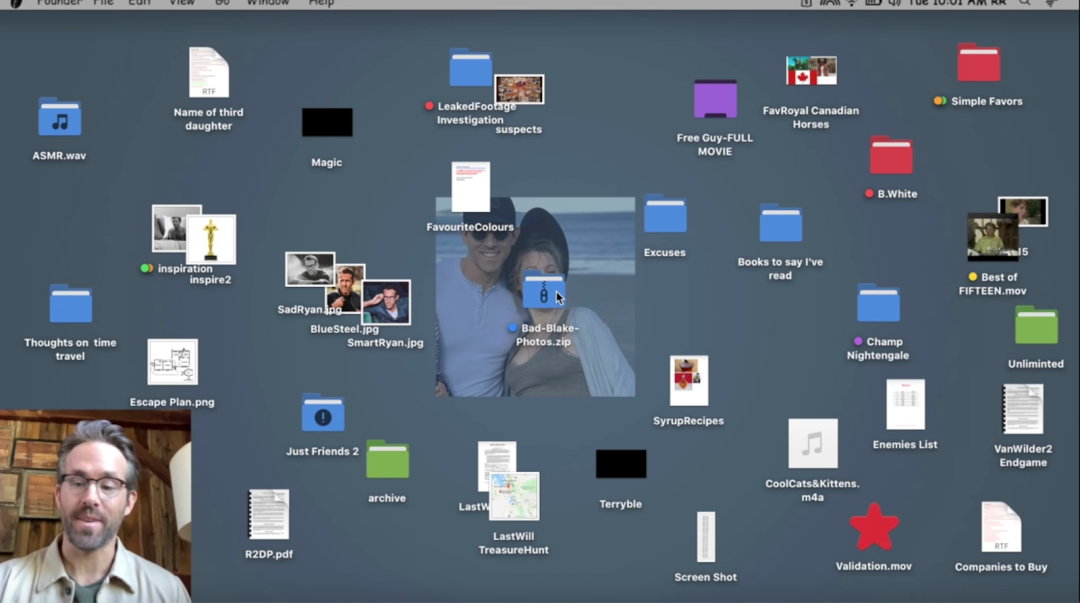 Founder File Edit View Go Window Help
Tue 10:01 AM RR
ASMR.wav
RTF
Name of third
daughter
Magic
LeakedFootage
Investigation
suspects
Free Guy-FULL
MOVIE
FavRoyal Canadian
Horses
Simple Favors
B.White
FavouriteColours
inspiration
inspire2
Excuses
Books to say I've
read
15
Best of
FIFTEEN.mov
SadRyan.jpg
BlueSteel.jpg
SmartRyan.jpg
Bad-Blake-
Photos.zip
Thoughts on time
travel
Champ
Nightengale
Unliminted
Escape Plan.png
SyrupRecipes
Just Friends 2
Enemies List
VanWilder2
Endgame
archive
CoolCats&Kittens.
m4a
LastW
LastWill
TreasureHunt
Terryble
R2DP.pdf
Screen Shot
Validation.mov
RTF
Companies to Buy